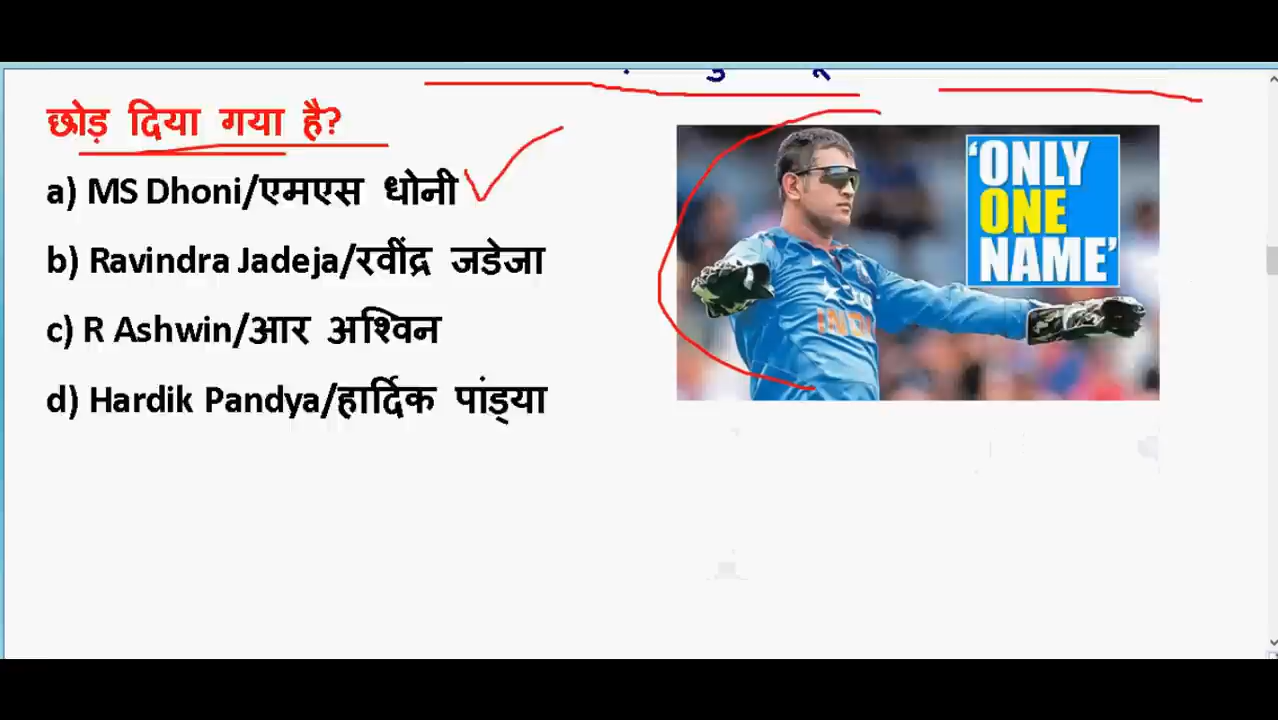 छोड़ दिया गया है?
a) MS Dhoni/एमएस धोनी
b) Ravindra Jadeja/रवींद्र जडेजा
c) R Ashwin/आर अश्विन
d) Hardik Pandya/हार्दिक पांड्या
‘ONLY
ONE
NAME’